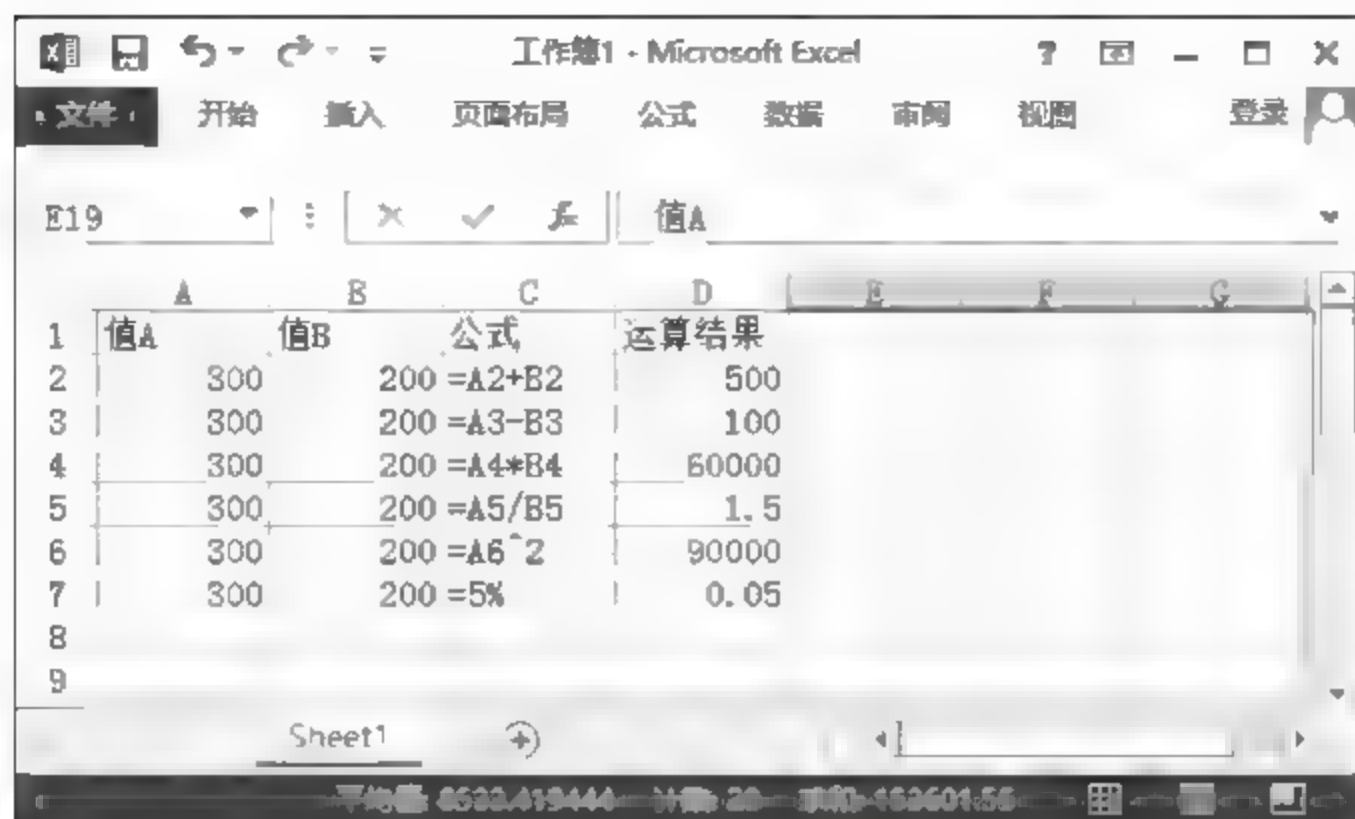 工作簿1 - Microsoft Excel
文件 开始 插入 页面布局 公式 数据 审阅 视图 登录
E19 fx 值A
A B C D E F G
1 值A 值B 公式 运算结果
2 300 200 =A2+B2 500
3 300 200 =A3-B3 100
4 300 200 =A4*B4 60000
5 300 200 =A5/B5 1.5
6 300 200 =A6^2 90000
7 300 200 =5% 0.05
8
9
Sheet1